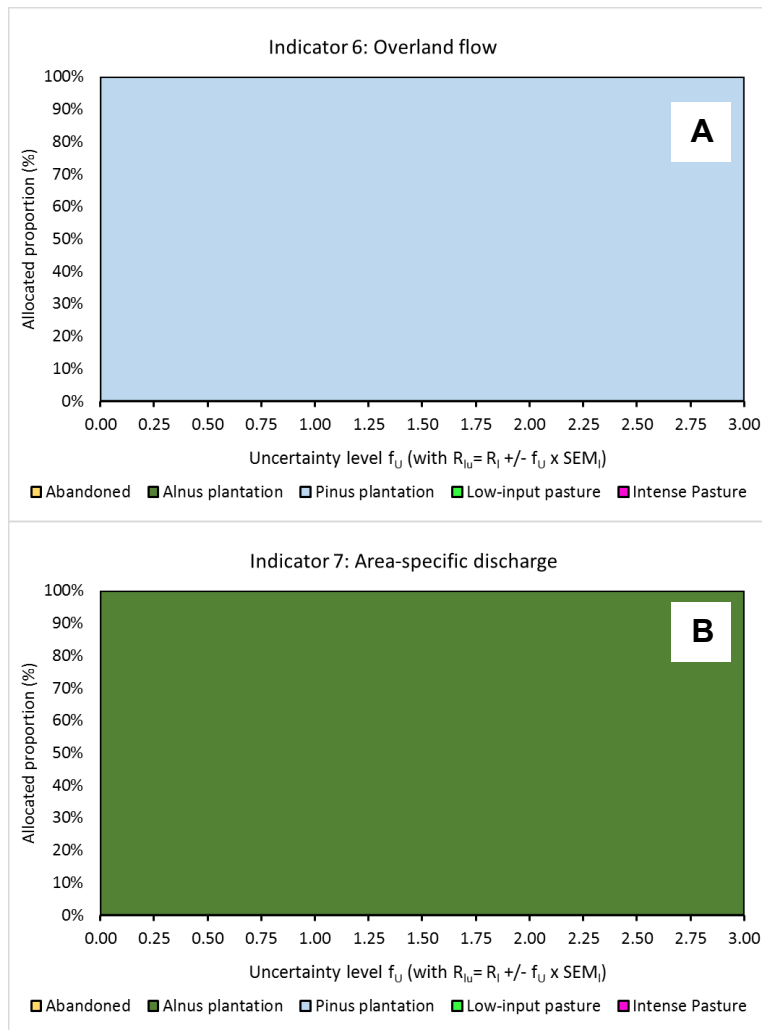 Indicator 6: Overland flow
A
Allocated proportion (%)
100%
90%
80%
70%
60%
50%
40%
30%
20%
10%
0%
0.00 0.25 0.50 0.75 1.00 1.25 1.50 1.75 2.00 2.25 2.50 2.75 3.00
Uncertainty level fU (with RIu= RI +/- fU x SEMI)
Abandoned Alnus plantation Pinus plantation Low-input pasture Intense Pasture
Indicator 7: Area-specific discharge
B
Allocated proportion (%)
100%
90%
80%
70%
60%
50%
40%
30%
20%
10%
0%
0.00 0.25 0.50 0.75 1.00 1.25 1.50 1.75 2.00 2.25 2.50 2.75 3.00
Uncertainty level fU (with RIu= RI +/- fU x SEMI)
Abandoned Alnus plantation Pinus plantation Low-input pasture Intense Pasture